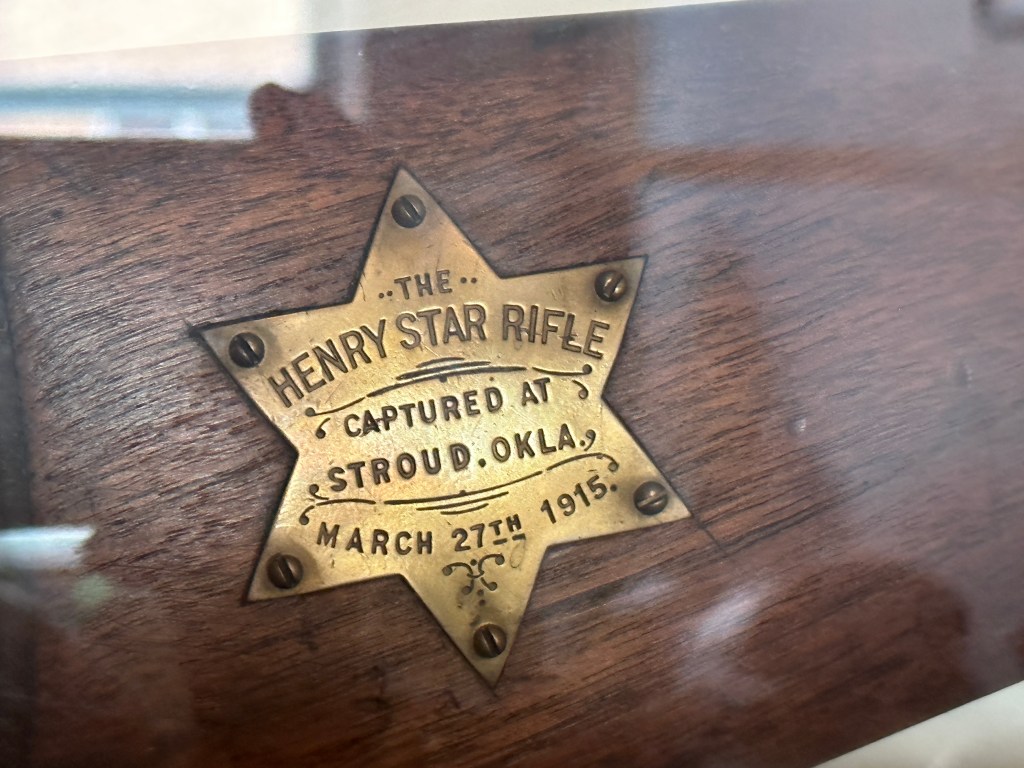 ··THE··
HENRY STAR RIFLE
CAPTURED AT
STROUD. OKLA.,
MARCH 27TH 1915.